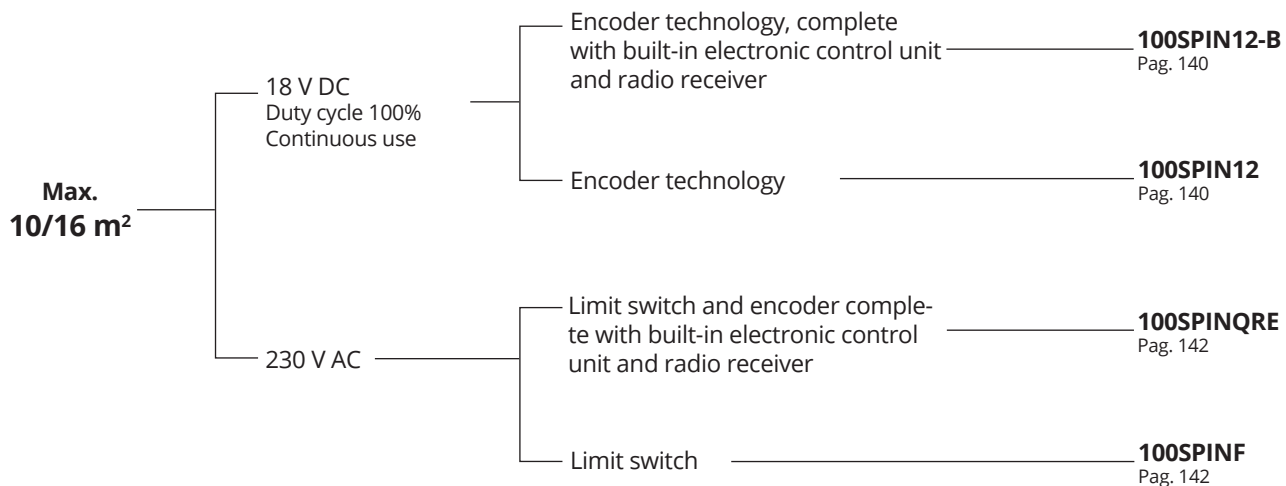 Max.
10/16 m²
18 V DC
Duty cycle 100%
Continuous use
Encoder technology, complete
with built-in electronic control unit
and radio receiver
100SPIN12-B
Pag. 140
Encoder technology
100SPIN12
Pag. 140
230 V AC
Limit switch and encoder comple-
te with built-in electronic control
unit and radio receiver
100SPINQRE
Pag. 142
Limit switch
100SPINF
Pag. 142